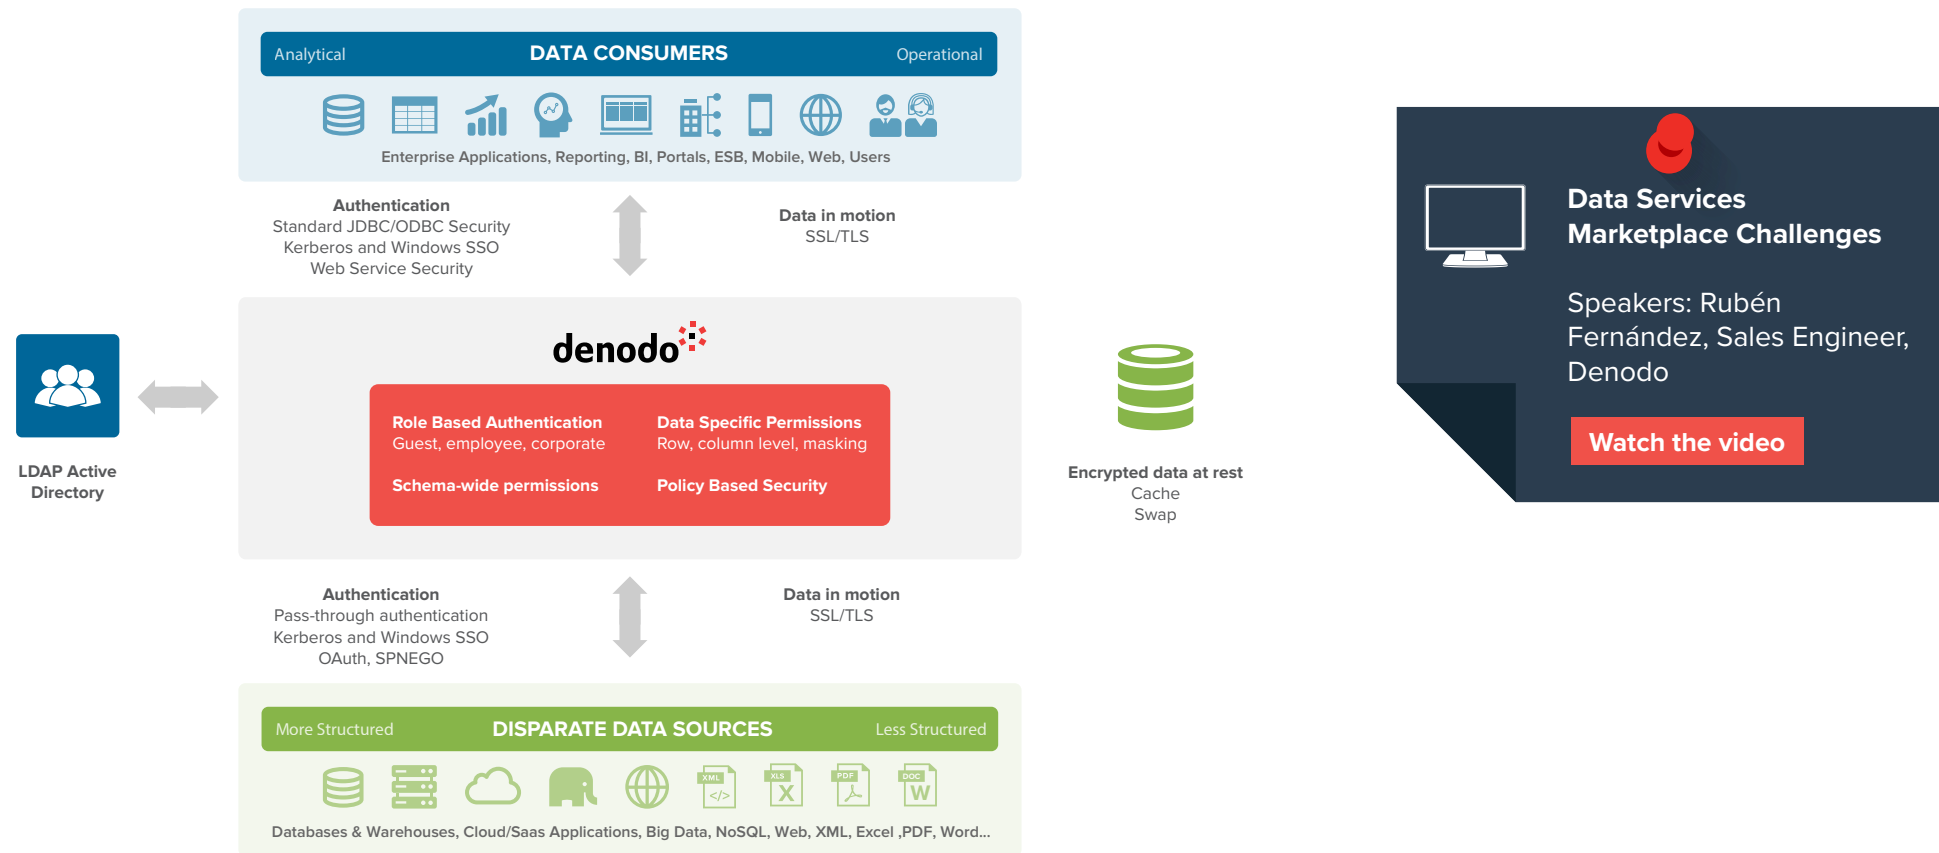 Analytical DATA CONSUMERS Operational
Enterprise Applications, Reporting, BI, Portals, ESB, Mobile, Web, Users
Authentication
Standard JDBC/ODBC Security
Kerberos and Windows SSO
Web Service Security
Data in motion
SSL/TLS
LDAP Active
Directory
denodo
Role Based Authentication
Guest, employee, corporate
Schema-wide permissions
Data Specific Permissions
Row, column level, masking
Policy Based Security
Encrypted data at rest
Cache
Swap
Authentication
Pass-through authentication
Kerberos and Windows SSO
OAuth, SPNEGO
Data in motion
SSL/TLS
More Structured DISPARATE DATA SOURCES Less Structured
XML
</>
XLS
X
PDF
DOC
W
Databases & Warehouses, Cloud/Saas Applications, Big Data, NoSQL, Web, XML, Excel ,PDF, Word...
Data Services
Marketplace Challenges
Speakers: Rubén
Fernández, Sales Engineer,
Denodo
Watch the video